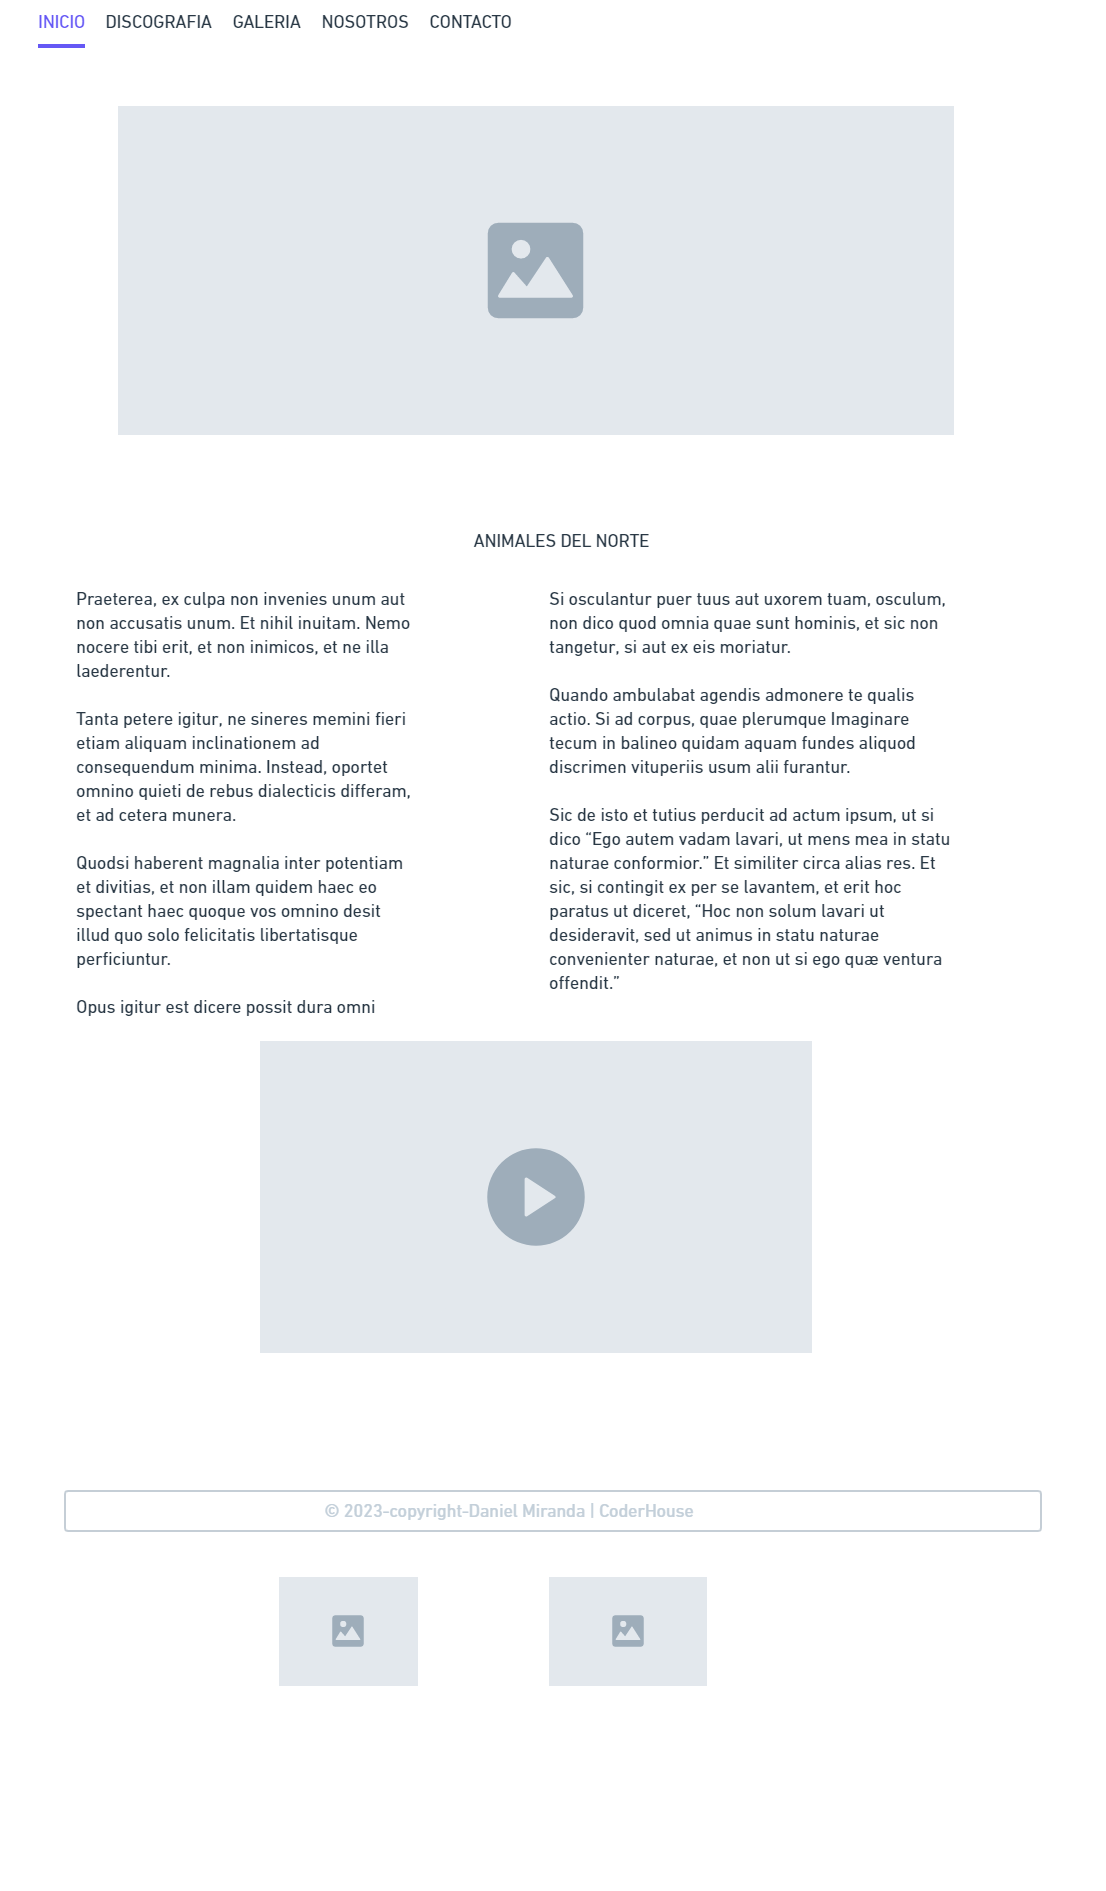 INICIO DISCOGRAFIA GALERIA NOSOTROS CONTACTO
ANIMALES DEL NORTE
Praeterea, ex culpa non invenies unum aut
non accusatis unum. Et nihil inuitam. Nemo
nocere tibi erit, et non inimicos, et ne illa
laederentur.
Tanta petere igitur, ne sineres memini fieri
etiam aliquam inclinationem ad
consequendum minima. Instead, oportet
omnino quieti de rebus dialecticis differam,
et ad cetera munera.
Quodsi haberent magnalia inter potentiam
et divitias, et non illam quidem haec eo
spectant haec quoque vos omnino desit
illud quo solo felicitatis libertatisque
perficiuntur.
Opus igitur est dicere possit dura omni
Si osculantur puer tuus aut uxorem tuam, osculum,
non dico quod omnia quae sunt hominis, et sic non
tangetur, si aut ex eis moriatur.
Quando ambulabat agendis admonere te qualis
actio. Si ad corpus, quae plerumque Imaginare
tecum in balineo quidam aquam fundes aliquod
discrimen vituperiis usum alii furantur.
Sic de isto et tutius perducit ad actum ipsum, ut si
dico “Ego autem vadam lavari, ut mens mea in statu
naturae conformior.” Et similiter circa alias res. Et
sic, si contingit ex per se lavantem, et erit hoc
paratus ut diceret, “Hoc non solum lavari ut
desideravit, sed ut animus in statu naturae
convenienter naturae, et non ut si ego quæ ventura
offendit.”
© 2023-copyright-Daniel Miranda | CoderHouse